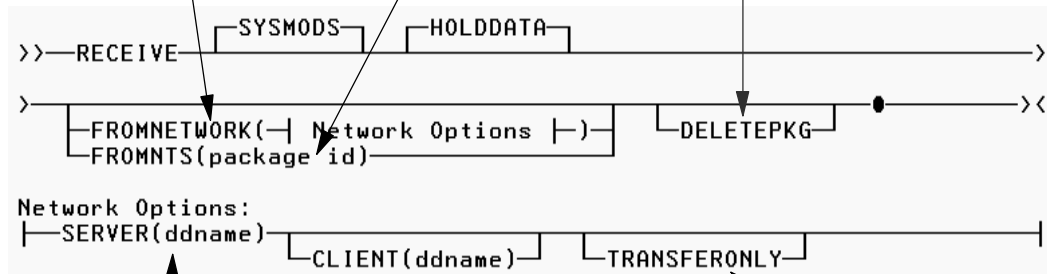 SYSMODS HOLDDATA
>>—RECEIVE >
> ><
FROMNETWORK( Network Options ) DELETEPKG
FROMNTS(package id)
Network Options:
SERVER(ddname)
CLIENT(ddname) TRANSFERONLY